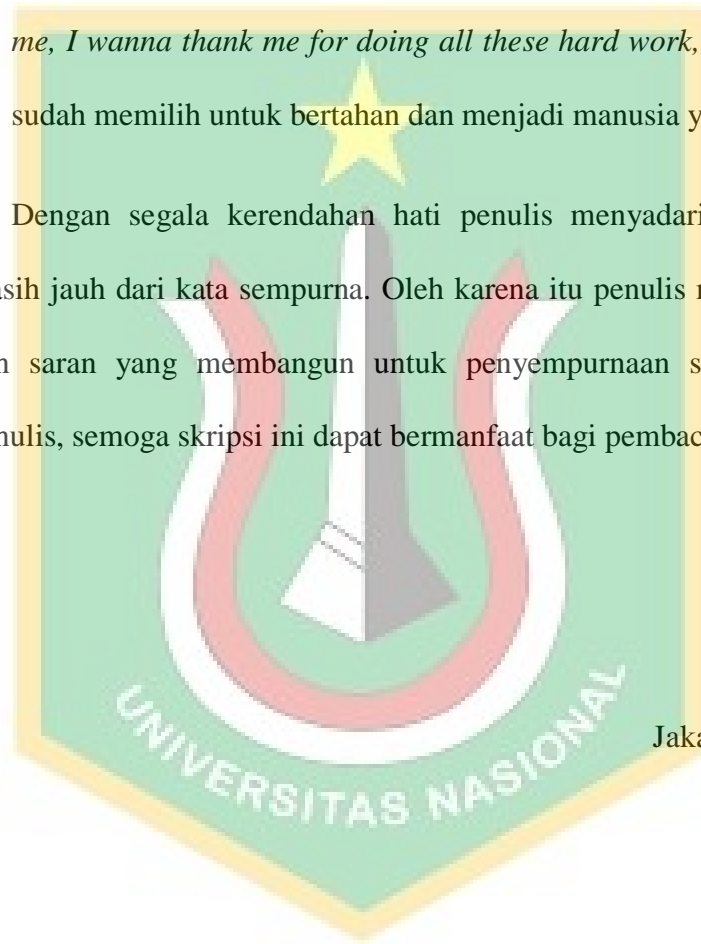 me, I wanna thank me for doing all these hard work,
sudah memilih untuk bertahan dan menjadi manusia y
Dengan segala kerendahan hati penulis menyadari
asih jauh dari kata sempurna. Oleh karena itu penulis
n saran yang membangun untuk penyempurnaan s
nulis, semoga skripsi ini dapat bermanfaat bagi pembac
Jaka
UNIVERSITAS NASIONAL